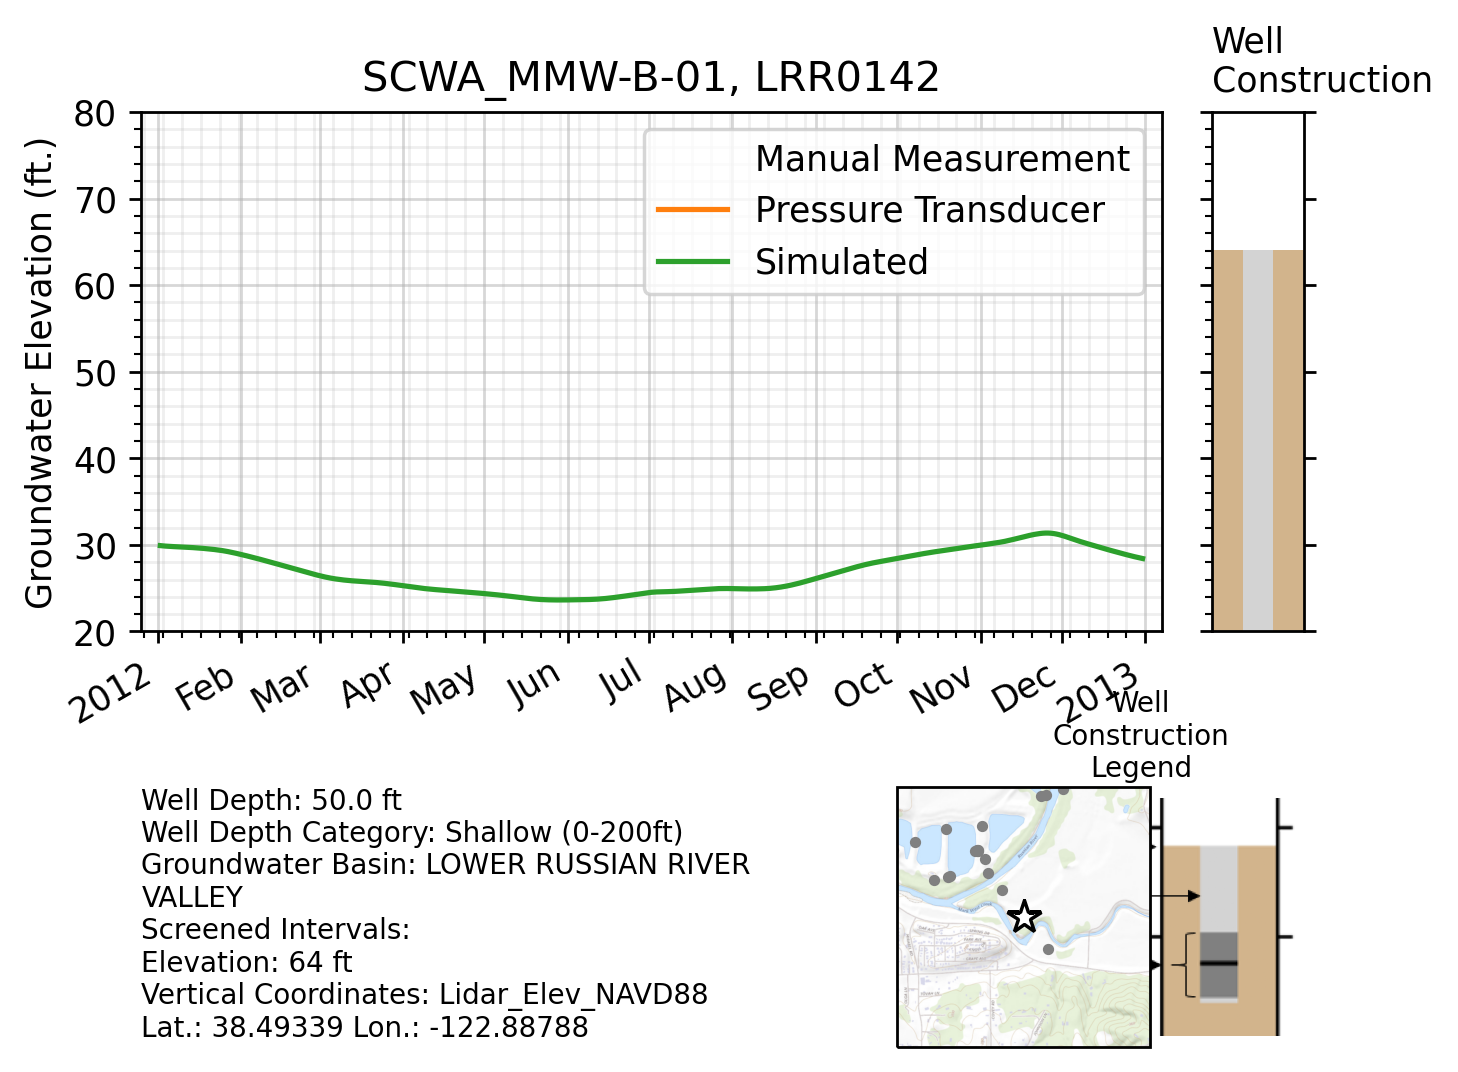 Well
Construction
SCWA_MMW-B-01, LRR0142
Groundwater Elevation (ft.)
80
70
60
50
40
30
20
Manual Measurement
Pressure Transducer
Simulated
2012 Feb Mar Apr May Jun Jul Aug Sep Oct Nov Dec 2013
Well
Construction
Legend
Well Depth: 50.0 ft
Well Depth Category: Shallow (0-200ft)
Groundwater Basin: LOWER RUSSIAN RIVER
VALLEY
Screened Intervals:
Elevation: 64 ft
Vertical Coordinates: Lidar_Elev_NAVD88
Lat.: 38.49339 Lon.: -122.88788